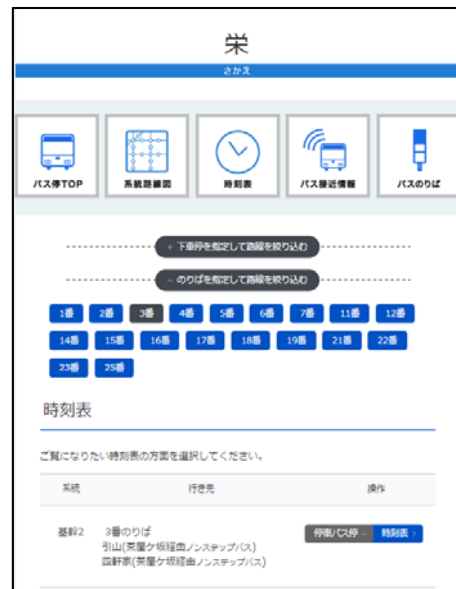 栄
さかえ
バス停TOP 系統路線図 時刻表 バス接近情報 バスのりば
+ 下車停を指定して路線を絞り込む
のりばを指定して路線を絞り込む
1番 2番 3番 4番 5番 6番 7番 11番 12番
14番 15番 16番 17番 18番 19番 21番 22番
23番 25番
時刻表
ご覧になりたい時刻表の方面を選択してください。
系統 行き先 操作
基幹2 3番のりば 停車バス停 時刻表 ›
引山(茶屋ケ坂経由ノンステップバス)
四軒家(茶屋ケ坂経由ノンステップバス)